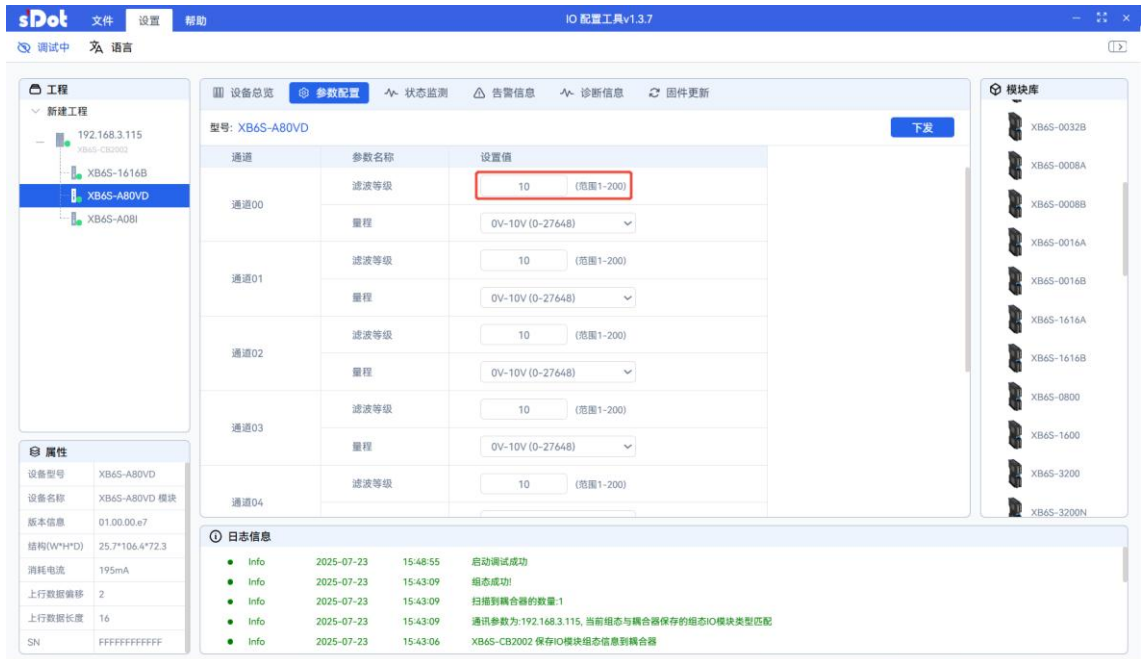 sDot 文件 设置 帮助 IO 配置工具v1.3.7
调试中 语言
工程
新建工程
192.168.3.115
XB6S-CB2002
XB6S-1616B
XB6S-A80VD
XB6S-A08I
设备总览 参数配置 状态监测 告警信息 诊断信息 固件更新
型号: XB6S-A80VD 下发
通道 参数名称 设置值
通道00 滤波等级 10 (范围1-200)
量程 0V-10V (0-27648)
通道01 滤波等级 10 (范围1-200)
量程 0V-10V (0-27648)
通道02 滤波等级 10 (范围1-200)
量程 0V-10V (0-27648)
通道03 滤波等级 10 (范围1-200)
量程 0V-10V (0-27648)
通道04 滤波等级 10 (范围1-200)
模块库
XB6S-0032B
XB6S-0008A
XB6S-0008B
XB6S-0016A
XB6S-0016B
XB6S-1616A
XB6S-1616B
XB6S-0800
XB6S-1600
XB6S-3200
XB6S-3200N
属性
设备型号 XB6S-A80VD
设备名称 XB6S-A80VD 模块
版本信息 01.00.00.e7
结构(W*H*D) 25.7*106.4*72.3
消耗电流 195mA
上行数据偏移 2
上行数据长度 16
SN FFFFFFFFFFFF
日志信息
Info 2025-07-23 15:48:55 启动调试成功
Info 2025-07-23 15:43:09 组态成功!
Info 2025-07-23 15:43:09 扫描到耦合器的数量:1
Info 2025-07-23 15:43:09 通讯参数为:192.168.3.115, 当前组态与耦合器保存的组态IO模块类型匹配
Info 2025-07-23 15:43:06 XB6S-CB2002 保存IO模块组态信息到耦合器